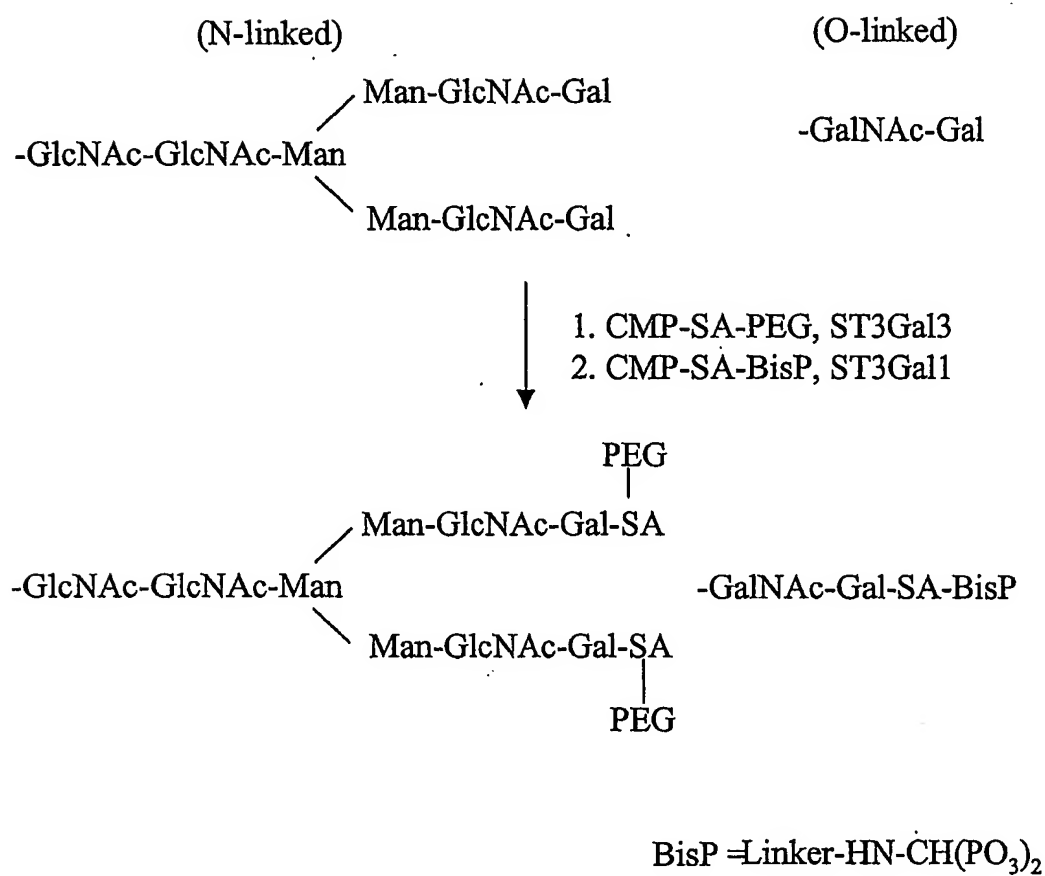 (N-linked)
(O-linked)
Man-GlcNAc-Gal
-GalNAc-Gal
-GlcNAc-GlcNAc-Man
Man-GlcNAc-Gal
1. CMP-SA-PEG, ST3Gal3
2. CMP-SA-BisP, ST3Gal1
PEG
Man-GlcNAc-Gal-SA
-GlcNAc-GlcNAc-Man
-GalNAc-Gal-SA-BisP
Man-GlcNAc-Gal-SA
PEG
BisP =Linker-HN-CH(PO₃)₂